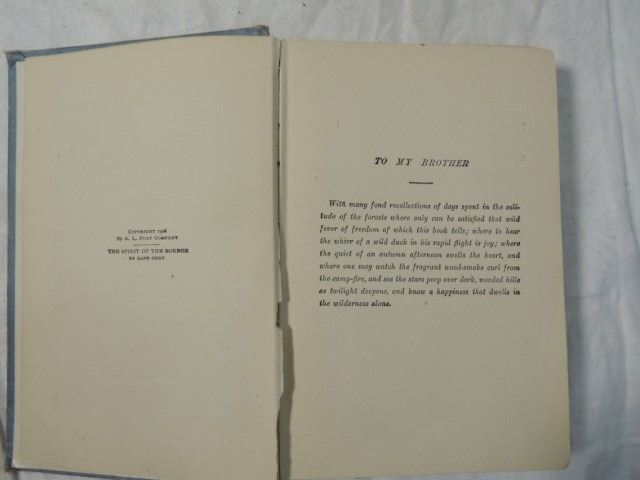 COPYRIGHT 1906
BY A. L. BURT COMPANY
THE SPIRIT OF THE BORDER
BY ZANE GREY
TO MY BROTHER
With many fond recollections of days spent in the soli-
tude of the forests where only can be satisfied that wild
fever of freedom of which this book tells; where to hear
the whirr of a wild duck in his rapid flight is joy; where
the quiet of an autumn afternoon swells the heart, and
where one may watch the fragrant wood-smoke curl from
the camp-fire, and see the stars peep over dark, wooded hills
as twilight deepens, and know a happiness that dwells in
the wilderness alone.